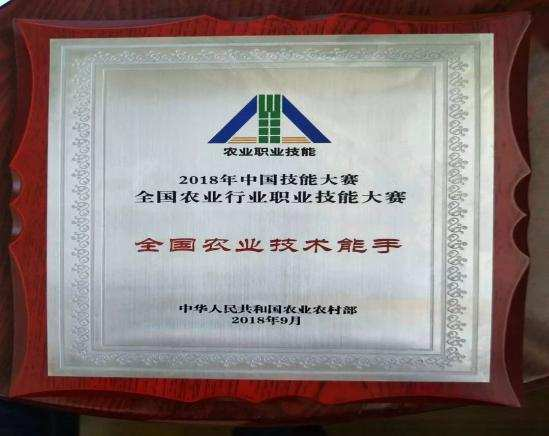 农业职业技能
2018年中国技能大赛
全国农业行业职业技能大赛
全国农业技术能手
中华人民共和国农业农村部
2018年9月